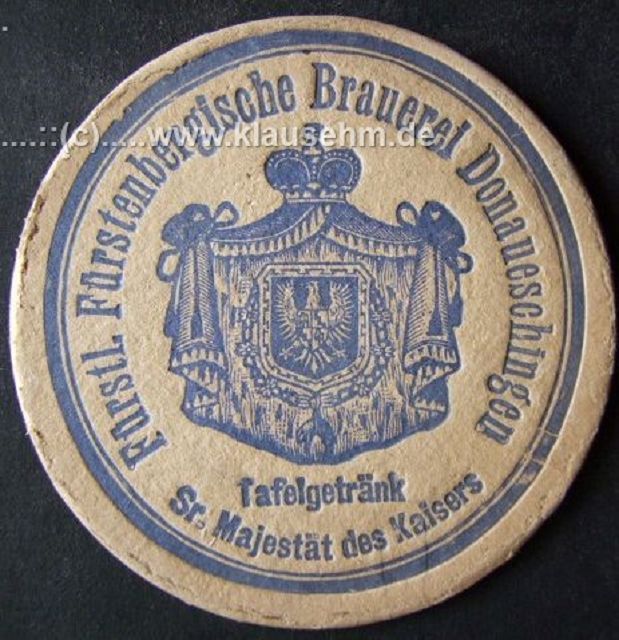 .....::(c).....www.klausehm.de
Fürstl. Fürstenbergische Brauerei Donaueschingen
Tafelgetränk
Sr. Majestät des Kaisers